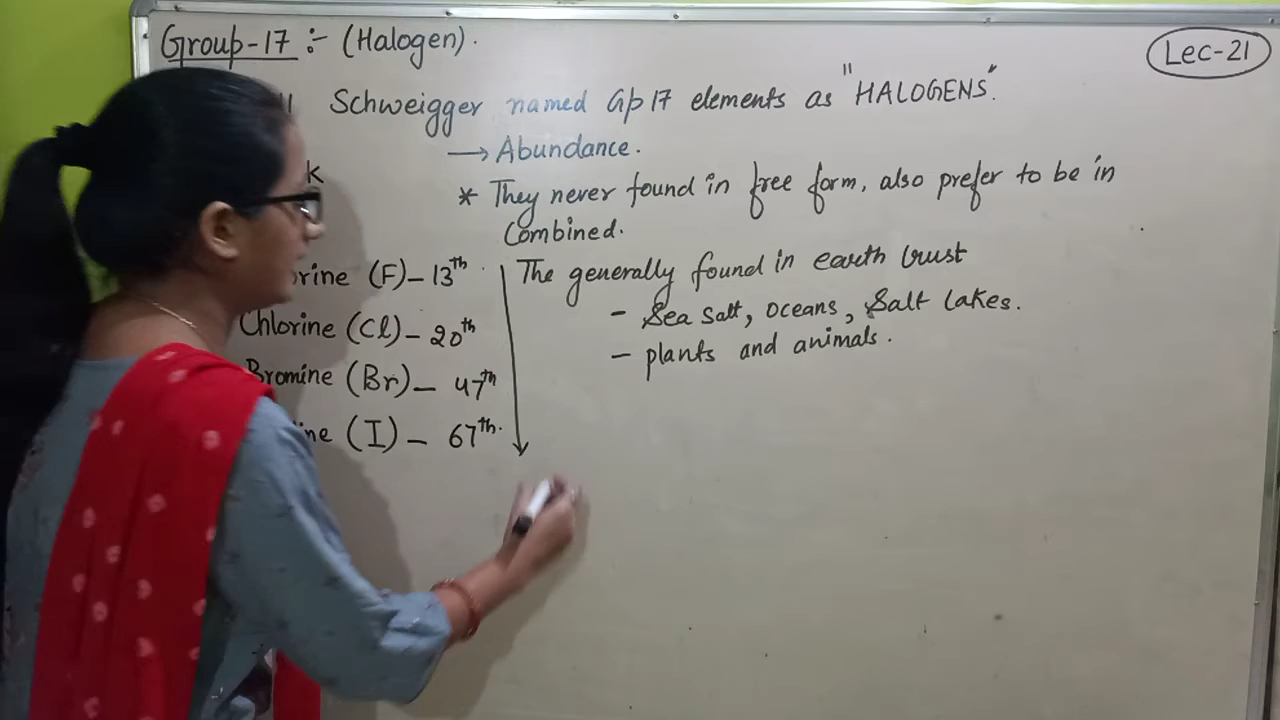 Group-17 :- (Halogen).
Lec-21
Schweigger named Gp 17 elements as "HALOGENS".
→ Abundance.
* They never found in free form, also prefer to be in
Combined.
(F) - 13th
The generally found in earth crust
Chlorine (Cl) - 20th
- Sea salt, oceans, Salt lakes.
Bromine (Br) - 47th
- plants and animals.
(I) - 67th.